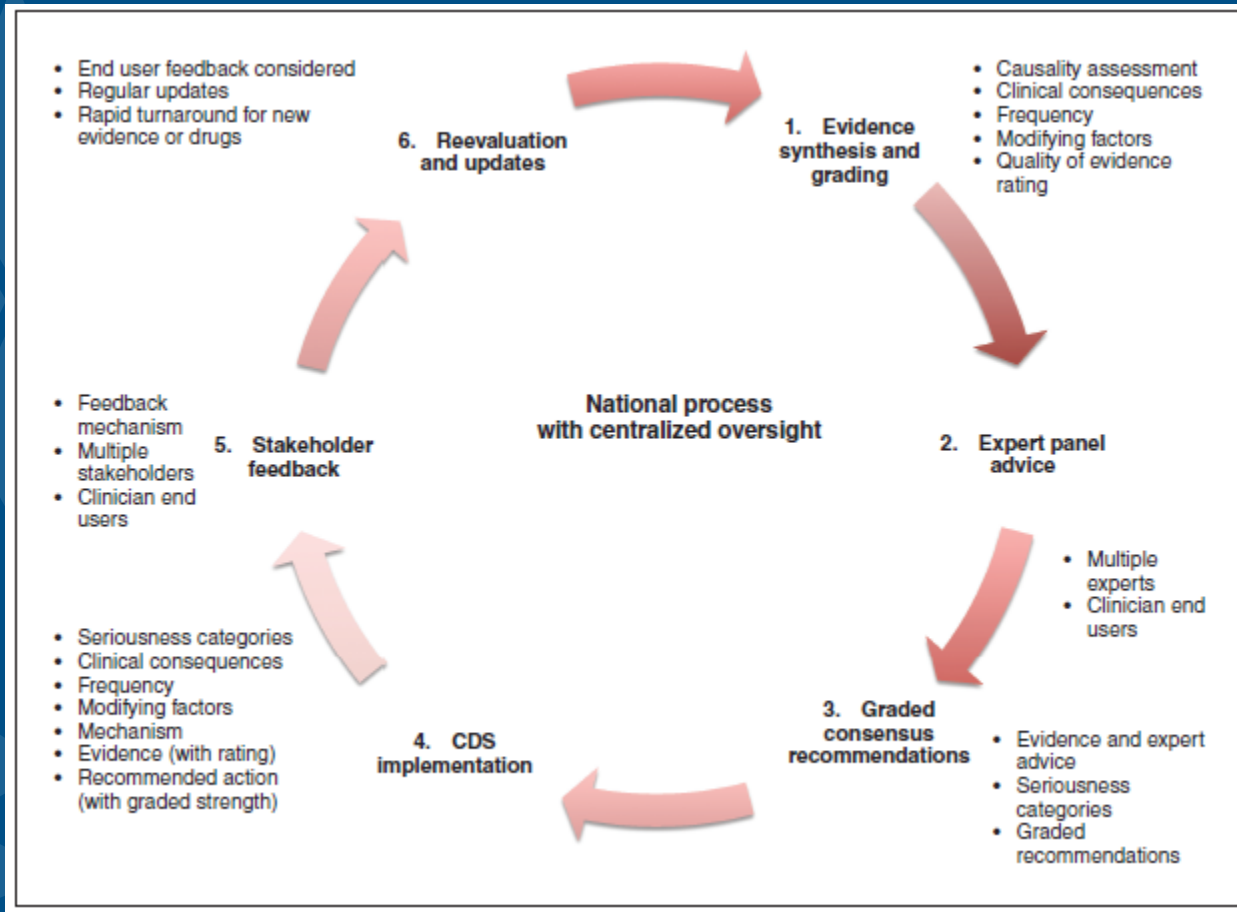 • End user feedback considered
• Regular updates
• Rapid turnaround for new
evidence or drugs
6. Reevaluation
and updates
1. Evidence
synthesis and
grading
• Causality assessment
• Clinical consequences
• Frequency
• Modifying factors
• Quality of evidence
rating
National process
with centralized oversight
2. Expert panel
advice
• Multiple
experts
• Clinician end
users
3. Graded
consensus
recommendations
• Evidence and expert
advice
• Seriousness
categories
• Graded
recommendations
4. CDS
implementation
• Seriousness categories
• Clinical consequences
• Frequency
• Modifying factors
• Mechanism
• Evidence (with rating)
• Recommended action
(with graded strength)
5. Stakeholder
feedback
• Feedback
mechanism
• Multiple
stakeholders
• Clinician end
users